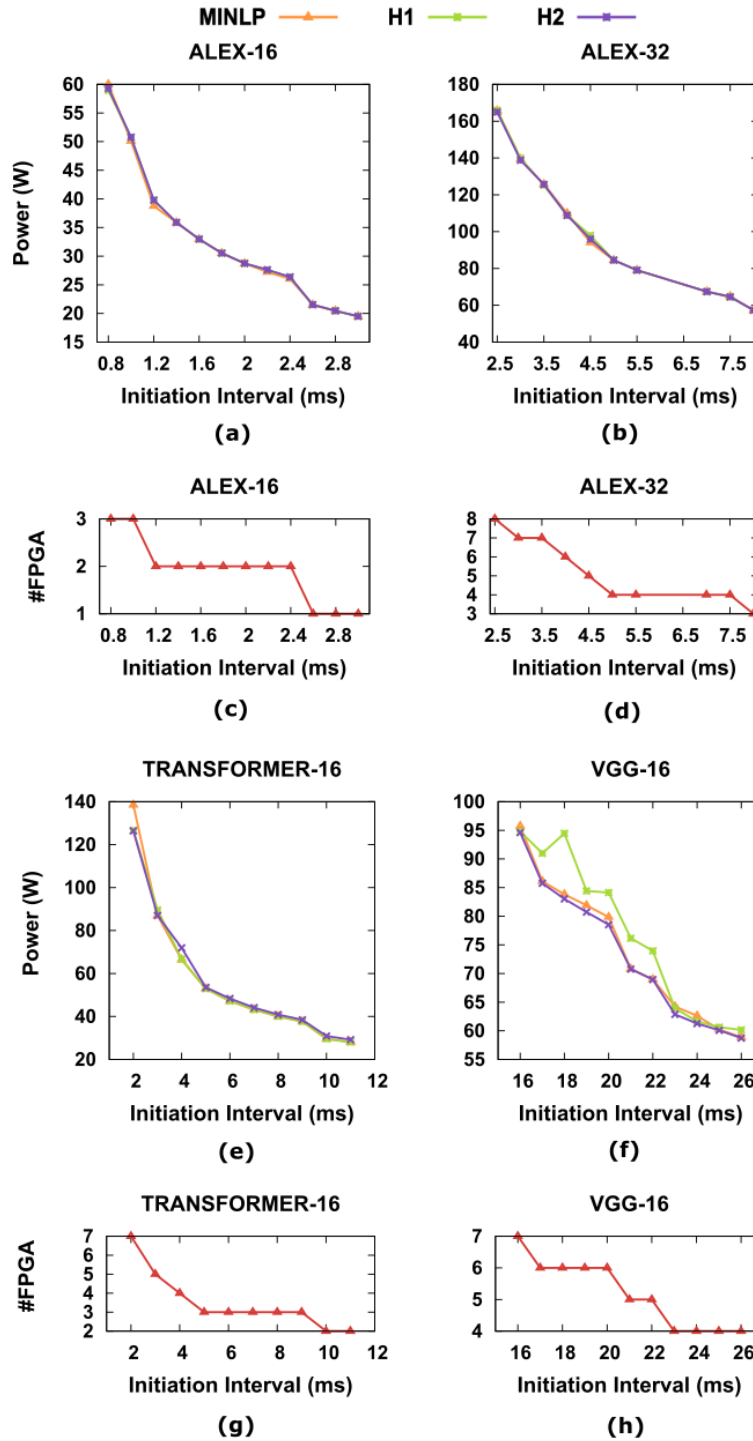 MINLP H1 H2
ALEX-16 ALEX-32
60
55
50
45
40
35
30
25
20
15
Power (W)
0.8 1.2 1.6 2 2.4 2.8
Initiation Interval (ms)
(a)
180
160
140
120
100
80
60
40
2.5 3.5 4.5 5.5 6.5 7.5
Initiation Interval (ms)
(b)
ALEX-16 ALEX-32
3
2
1
#FPGA
0.8 1.2 1.6 2 2.4 2.8
Initiation Interval (ms)
(c)
8
7
6
5
4
3
2.5 3.5 4.5 5.5 6.5 7.5
Initiation Interval (ms)
(d)
TRANSFORMER-16 VGG-16
140
120
100
80
60
40
20
Power (W)
2 4 6 8 10 12
Initiation Interval (ms)
(e)
100
95
90
85
80
75
70
65
60
55
16 18 20 22 24 26
Initiation Interval (ms)
(f)
TRANSFORMER-16 VGG-16
7
6
5
4
3
2
#FPGA
2 4 6 8 10 12
Initiation Interval (ms)
(g)
7
6
5
4
16 18 20 22 24 26
Initiation Interval (ms)
(h)